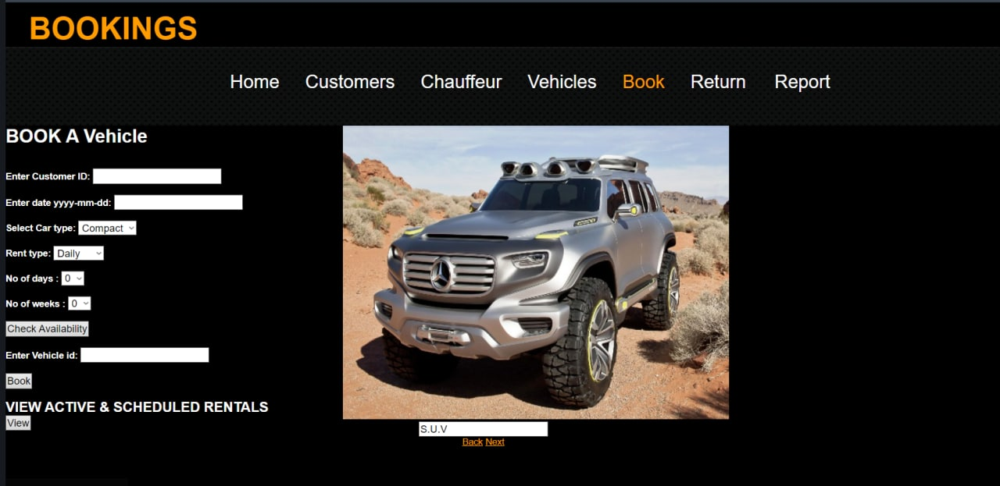 BOOKINGS
Home Customers Chauffeur Vehicles Book Return Report
BOOK A Vehicle
Enter Customer ID:
Enter date yyyy-mm-dd:
Select Car type: Compact
Rent type: Daily
No of days : 0
No of weeks : 0
Check Availability
Enter Vehicle id:
Book
VIEW ACTIVE & SCHEDULED RENTALS
View
S.U.V
Back Next